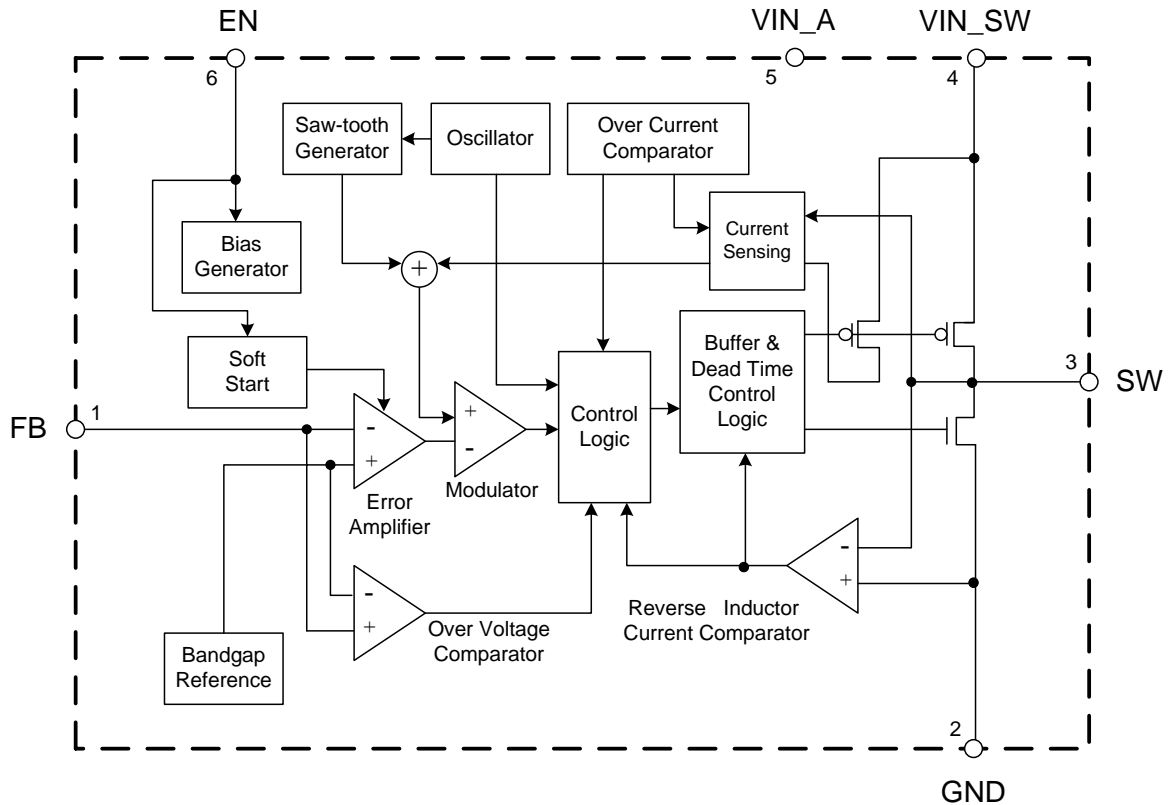 EN
VIN_A
VIN_SW
6
5
4
Saw-tooth
Generator
Oscillator
Over Current
Comparator
Bias
Generator
Current
Sensing
+
Soft
Start
Buffer &
Dead Time
Control
Logic
3
SW
FB
1
-
+
+
-
Control
Logic
Error
Amplifier
Modulator
-
+
Over Voltage
Comparator
-
+
Reverse Inductor
Current Comparator
Bandgap
Reference
2
GND